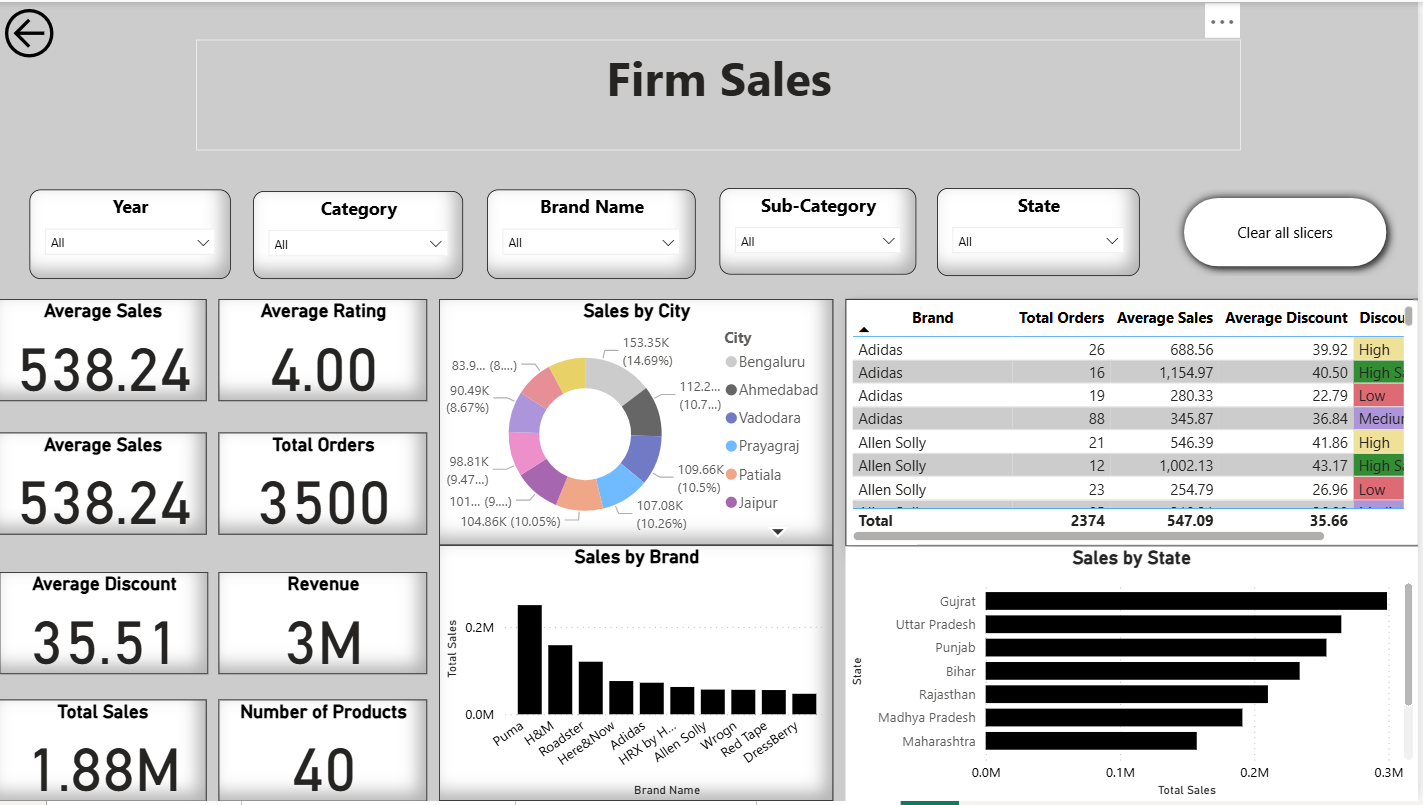 Firm Sales
Year
All
Category
All
Brand Name
All
Sub-Category
All
State
All
Clear all slicers
Average Sales
538.24
Average Rating
4.00
Average Sales
538.24
Total Orders
3500
Average Discount
35.51
Revenue
3M
Total Sales
1.88M
Number of Products
40
Sales by City
153.35K
(14.69%)
112.2...
(10.7...)
109.66K
(10.5%)
107.08K
(10.26%)
104.86K (10.05%)
101... (9....)
98.81K
(9.47...)
90.49K
(8.67%)
83.9... (8....)
City
Bengaluru
Ahmedabad
Vadodara
Prayagraj
Patiala
Jaipur
Brand Total Orders Average Sales Average Discount Discou
Adidas 26 688.56 39.92 High
Adidas 16 1,154.97 40.50 High Sa
Adidas 19 280.33 22.79 Low
Adidas 88 345.87 36.84 Mediur
Allen Solly 21 546.39 41.86 High
Allen Solly 12 1,002.13 43.17 High Sa
Allen Solly 23 254.79 26.96 Low
Total 2374 547.09 35.66
Sales by Brand
Total Sales
0.2M
0.0M
Puma
H&M
Roadster
Here&Now
Adidas
HRX by H...
Allen Solly
Wrogn
Red Tape
DressBerry
Brand Name
Sales by State
State
Gujrat
Uttar Pradesh
Punjab
Bihar
Rajasthan
Madhya Pradesh
Maharashtra
0.0M 0.1M 0.2M 0.3M
Total Sales